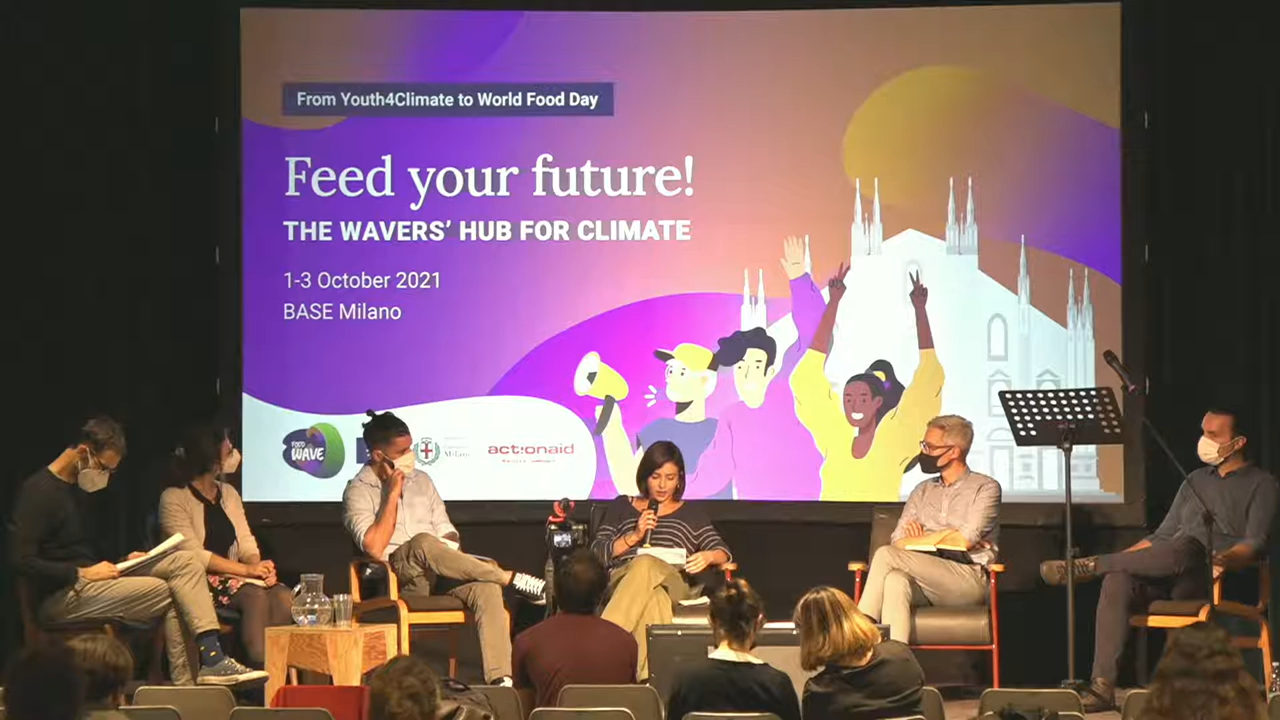 From Youth4Climate to World Food Day
Feed your future!
THE WAVERS’ HUB FOR CLIMATE
1-3 October 2021
BASE Milano
FOOD
WAVE
Milano
act:onaid